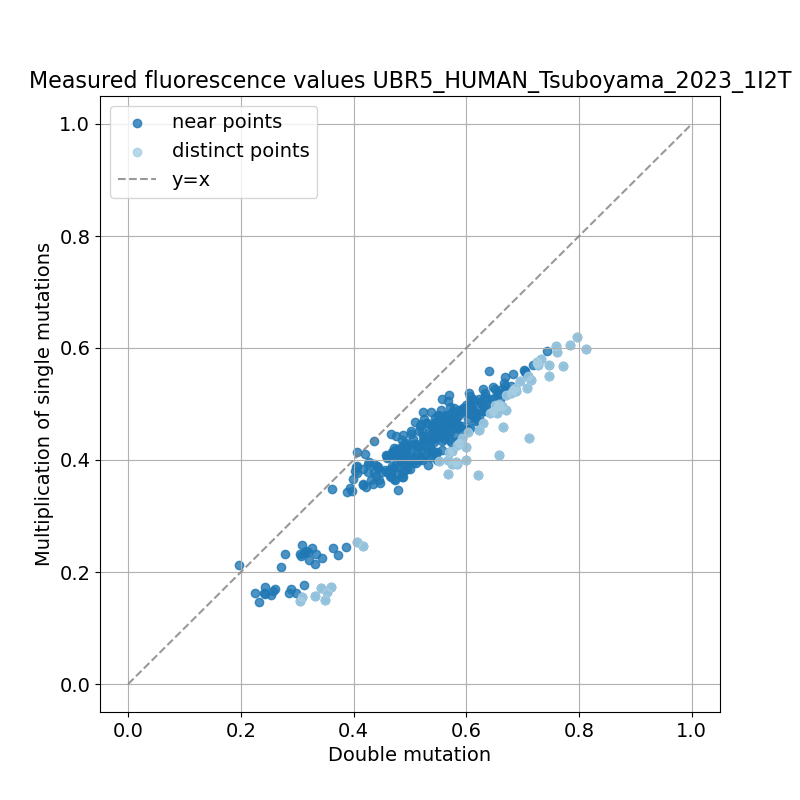 Measured fluorescence values UBR5_HUMAN_Tsuboyama_2023_1I2T
near points
distinct points
y=x
1.0
0.8
0.6
0.4
0.2
0.0
Multiplication of single mutations
0.0 0.2 0.4 0.6 0.8 1.0
Double mutation